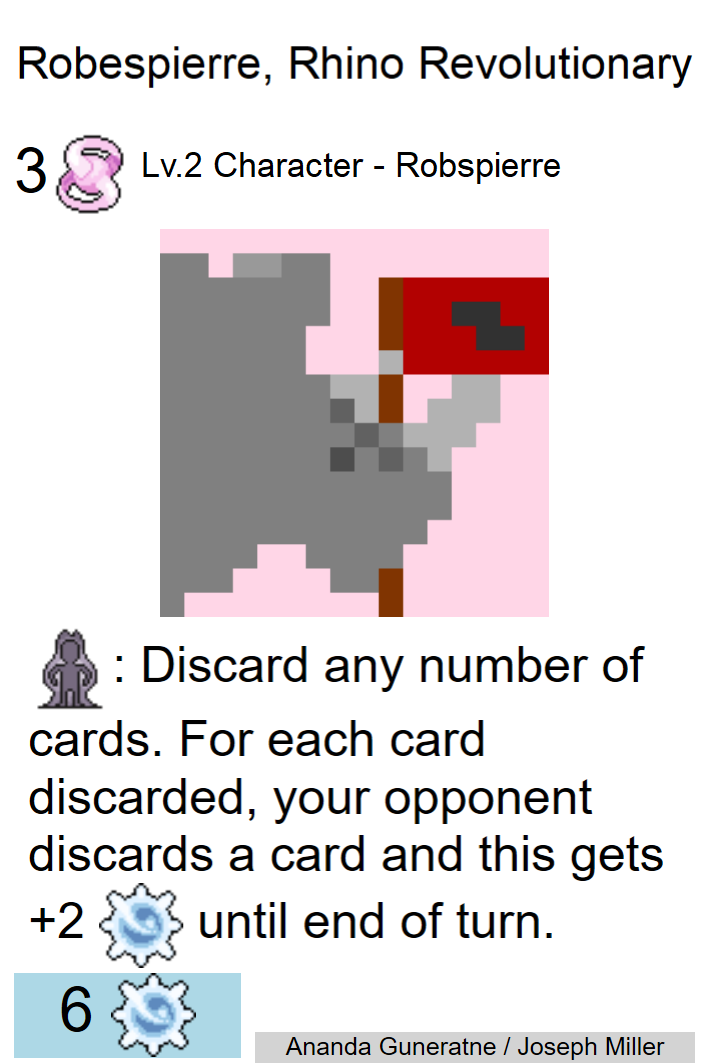 Robespierre, Rhino Revolutionary
3 Lv.2 Character - Robspierre
: Discard any number of
cards. For each card
discarded, your opponent
discards a card and this gets
+2 until end of turn.
6
Ananda Guneratne / Joseph Miller